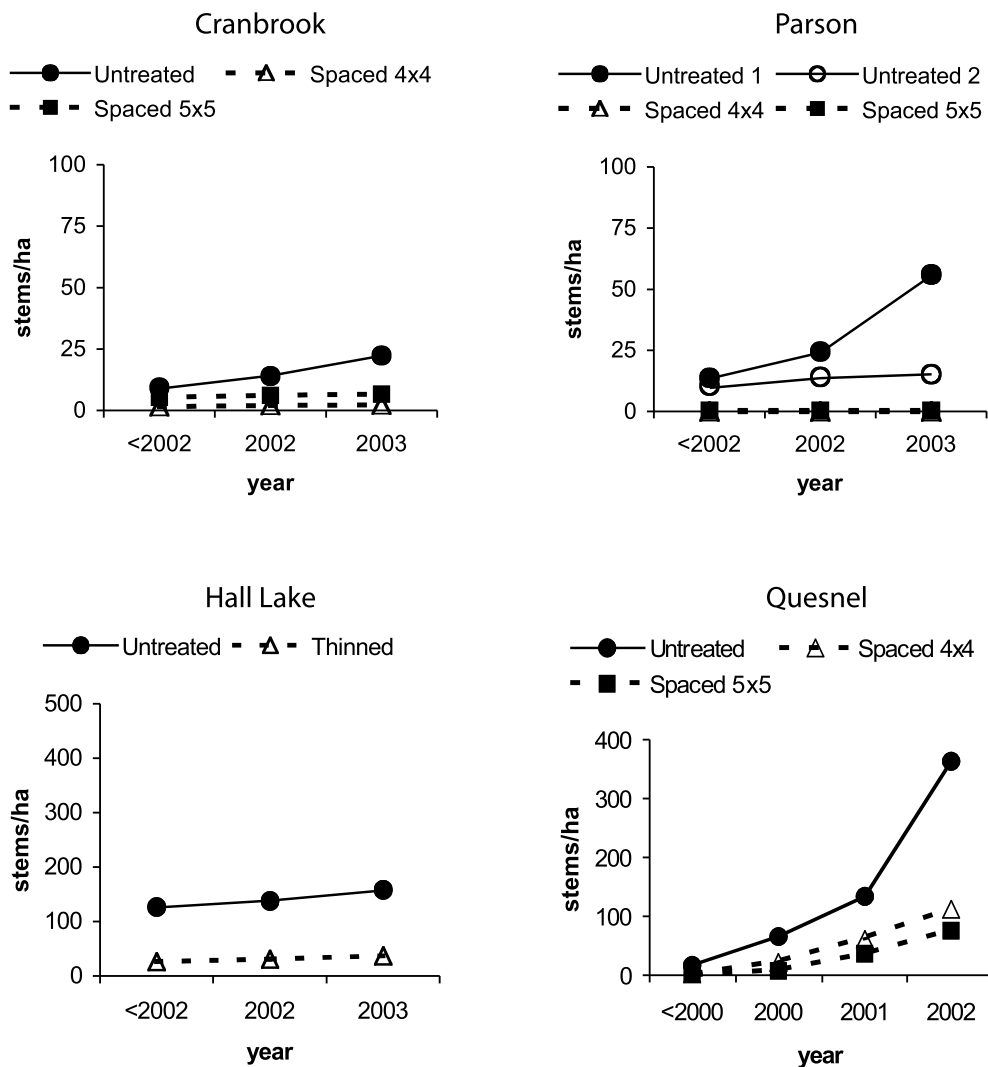 Cranbrook
Untreated Spaced 4x4
Spaced 5x5
100
75
50
25
0
stems/ha
<2002 2002 2003
year
Parson
Untreated 1 Untreated 2
Spaced 4x4 Spaced 5x5
100
75
50
25
0
stems/ha
<2002 2002 2003
year
Hall Lake
Untreated Thinned
500
400
300
200
100
0
stems/ha
<2002 2002 2003
year
Quesnel
Untreated Spaced 4x4
Spaced 5x5
400
300
200
100
0
stems/ha
<2000 2000 2001 2002
year